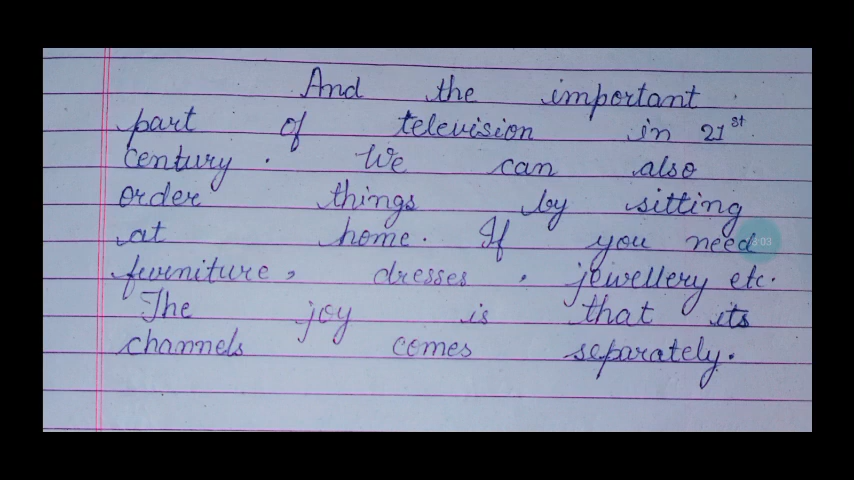 And the important
part of television in 21st
century. We can also
order things by sitting
at home. If you need
furniture, dresses, jewellery etc.
The joy is that its
channels comes separately.